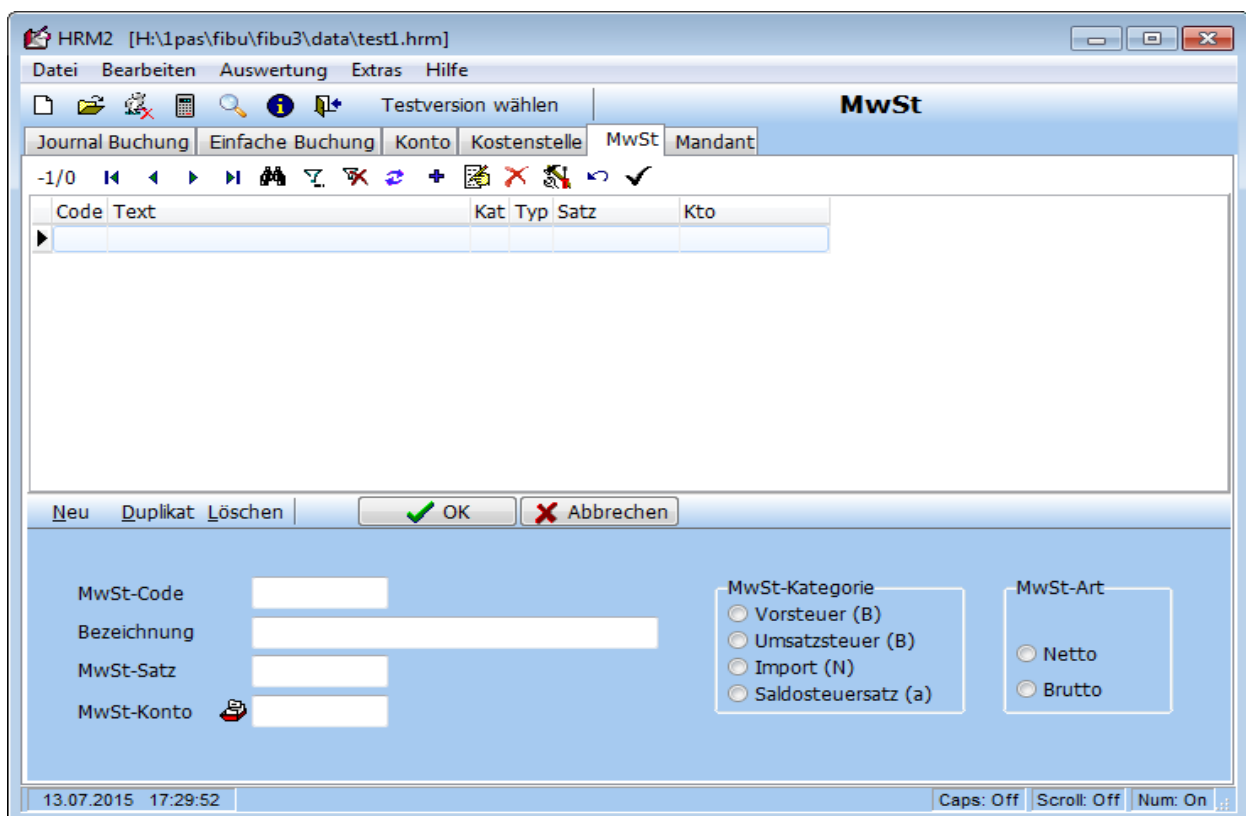 HRM2 [H:\1pas\fibu\fibu3\data\test1.hrm]
Datei Bearbeiten Auswertung Extras Hilfe
Testversion wählen MwSt
Journal Buchung Einfache Buchung Konto Kostenstelle MwSt Mandant
-1/0
Code Text Kat Typ Satz Kto
Neu Duplikat Löschen OK Abbrechen
MwSt-Code
Bezeichnung
MwSt-Satz
MwSt-Konto
MwSt-Kategorie
Vorsteuer (B)
Umsatzsteuer (B)
Import (N)
Saldosteuersatz (a)
MwSt-Art
Netto
Brutto
13.07.2015 17:29:52 Caps: Off Scroll: Off Num: On